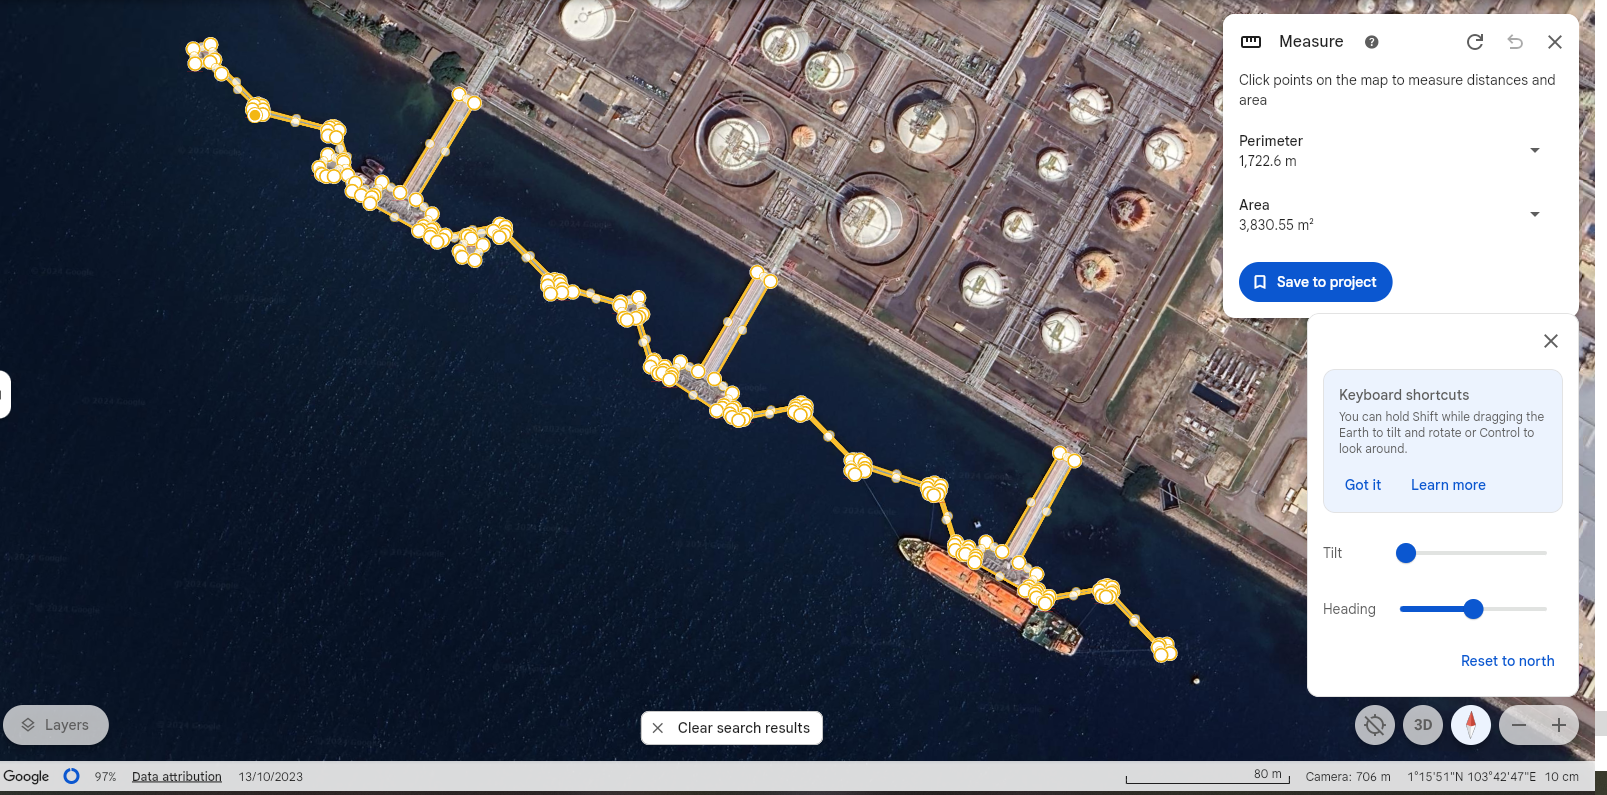 Measure
Click points on the map to measure distances and
area
Perimeter
1,722.6 m
Area
3,830.55 m²
Save to project
Keyboard shortcuts
You can hold Shift while dragging the
Earth to tilt and rotate or Control to
look around.
Got it
Learn more
Tilt
Heading
Reset to north
Layers
Clear search results
3D
Google
97%
Data attribution
13/10/2023
80 m
Camera: 706 m
1°15'51"N 103°42'47"E
10 cm